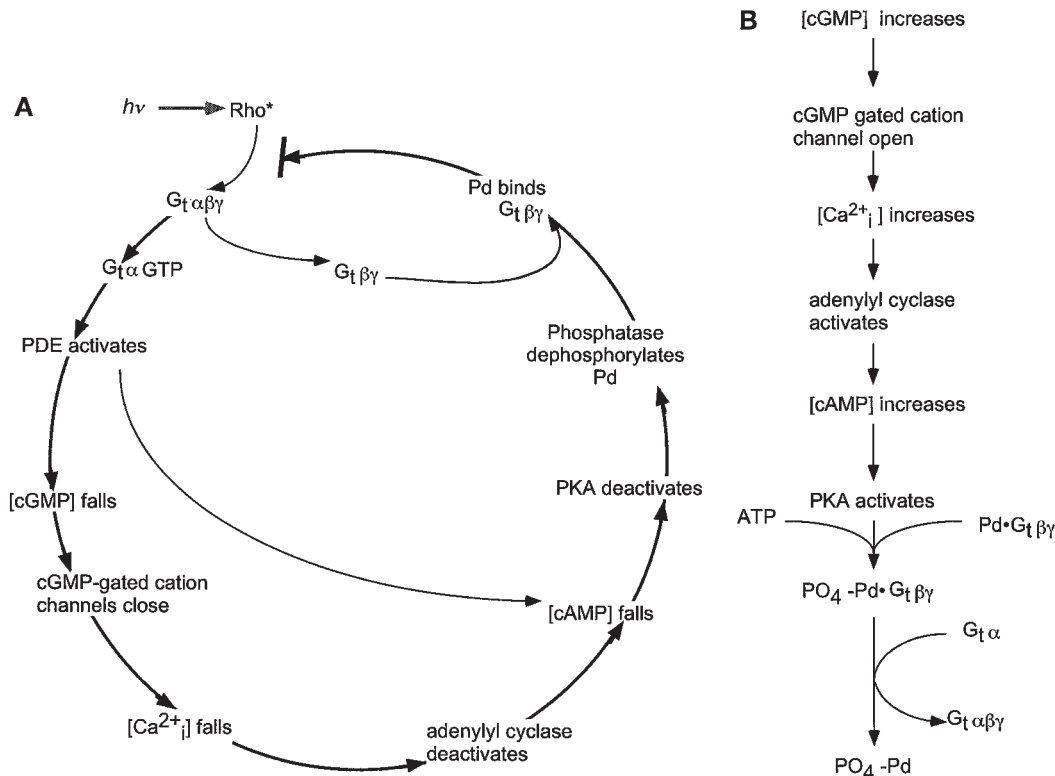 A
hν
Rho*
Gt αβγ
Gt α GTP
PDE activates
[cGMP] falls
cGMP-gated cation
channels close
[Ca2+i] falls
adenylyl cyclase
deactivates
[cAMP] falls
PKA deactivates
Phosphatase
dephosphorylates
Pd
Pd binds
Gt βγ
Gt βγ
B
[cGMP] increases
cGMP gated cation
channel open
[Ca2+i ] increases
adenylyl cyclase
activates
[cAMP] increases
PKA activates
ATP
Pd•Gt βγ
PO4 -Pd• Gt βγ
Gt α
Gt αβγ
PO4 -Pd